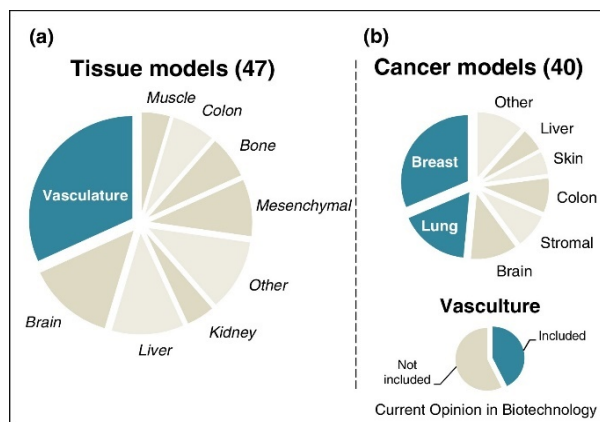 (a)
Tissue models (47)
Muscle
Colon
Bone
Mesenchymal
Other
Kidney
Liver
Brain
Vasculature
(b)
Cancer models (40)
Other
Liver
Skin
Colon
Stromal
Brain
Lung
Breast
Vasculture
Included
Not
included
Current Opinion in Biotechnology